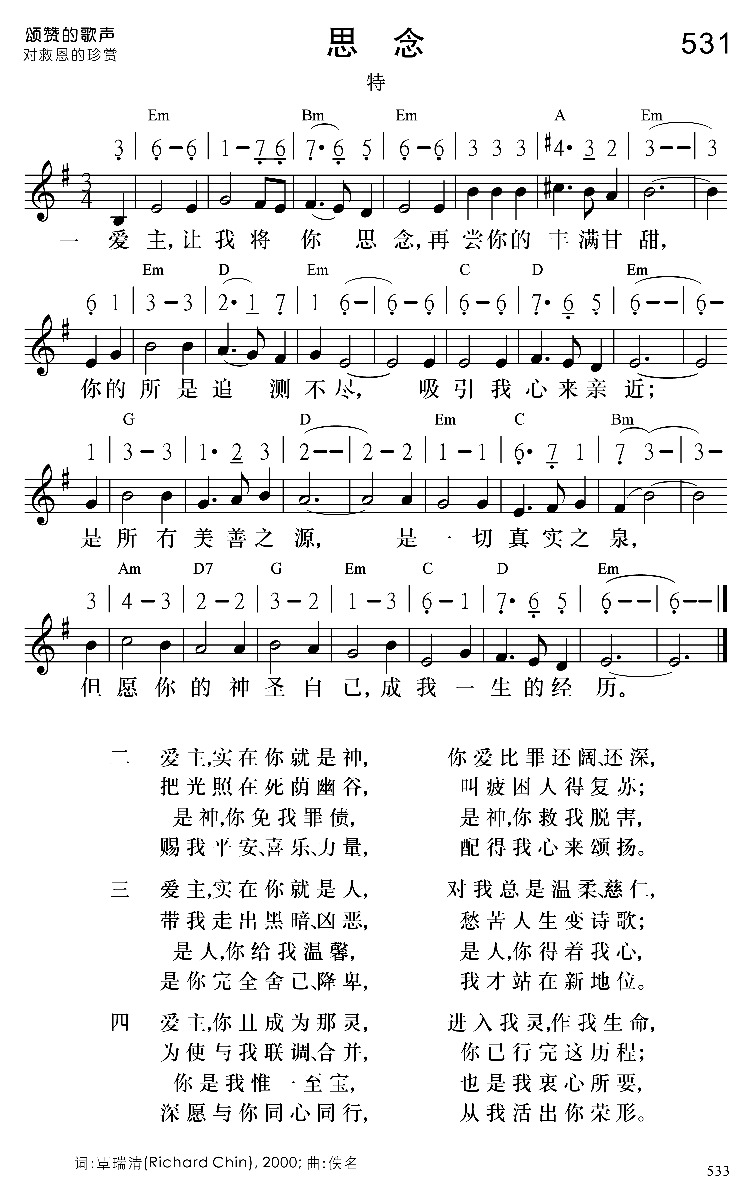 颂赞的歌声
对救恩的珍赏
思 念
531
特
Em Bm Em A Em
3 | 6 – 6 | 1 – 7 6 | 7· 6 5 | 6 – 6 | 3 3 3 | #4· 3 2 | 3 – – | 3
3/4
一 爱主,让我将你思念,再尝你的丰满甘甜,
Em D Em C D Em
6 1 | 3 – 3 | 2· 1 7 | 1 6 – | 6 – 6 | 6 – 6 | 7· 6 5 | 6 – – | 6 –
你的所是追测不尽, 吸引我心来亲近;
G D Em C Bm
1 | 3 – 3 | 1· 2 3 | 2 – – | 2 – 2 | 1 – 1 | 6· 7 1 | 7 3 – | 3 –
是所有美善之源, 是一切真实之泉,
Am D7 G Em C D Em
3 | 4 – 3 | 2 – 2 | 3 – 2 | 1 – 3 | 6 – 1 | 7· 6 5 | 6 – – | 6 – – ‖
但愿你的神圣自己,成我一生的经历。
二 爱主,实在你就是神, 你爱比罪还阔、还深,
把光照在死荫幽谷, 叫疲困人得复苏;
是神,你免我罪债, 是神,你救我脱害,
赐我平安、喜乐、力量, 配得我心来颂扬。
三 爱主,实在你就是人, 对我总是温柔、慈仁,
带我走出黑暗、凶恶, 愁苦人生变诗歌;
是人,你给我温馨, 是人,你得着我心,
是你完全舍己、降卑, 我才站在新地位。
四 爱主,你且成为那灵, 进入我灵,作我生命,
为使与我联调、合并, 你已行完这历程;
你是我惟一至宝, 也是我衷心所要,
深愿与你同心同行, 从我活出你荣形。
词:覃瑞清(Richard Chin), 2000; 曲:佚名
533